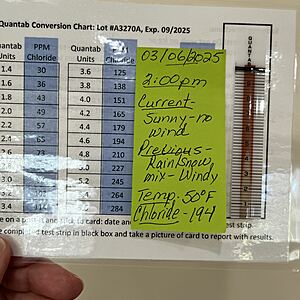 Quantab Conversion Chart: Lot #A3270A, Exp. 09/2025
Quantab Units PPM Chloride Quantab Units
1.4 30 3.6 125
1.6 36 3.8 138
1.8 43 4.0 151
2.0 49 4.2 165
2.2 57 4.4 179
2.4 65 4.6 194
2.6 73 4.8 210
5.0 227
5.2 245
264
3.4 284
QUANTAB
03/06/2025
2:00pm
Current-
Sunny-no
wind
Previous-
Rain/Snow
mix-Windy
Temp. 50°F
Chloride-194
test strip.
test strip in black box and take a picture of card to report with results.